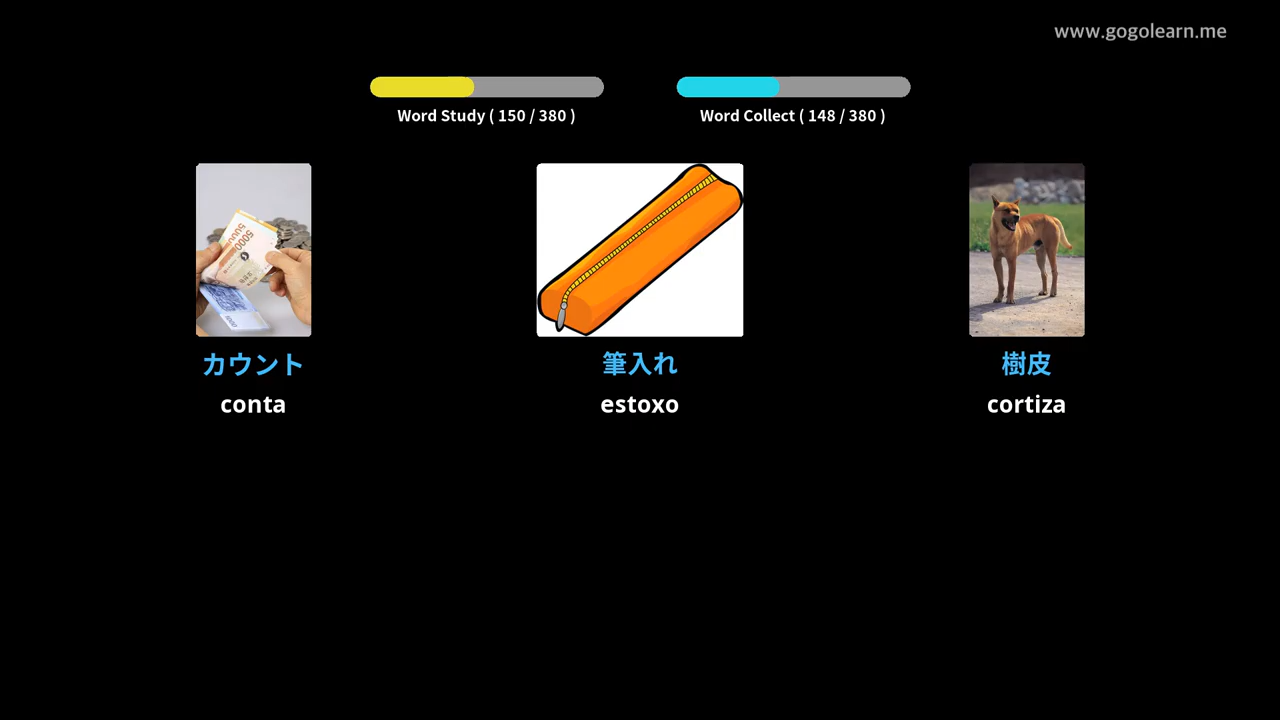 www.gogolearn.me
Word Study ( 150 / 380 )
Word Collect ( 148 / 380 )
カウント
筆入れ
樹皮
conta
estoxo
cortiza